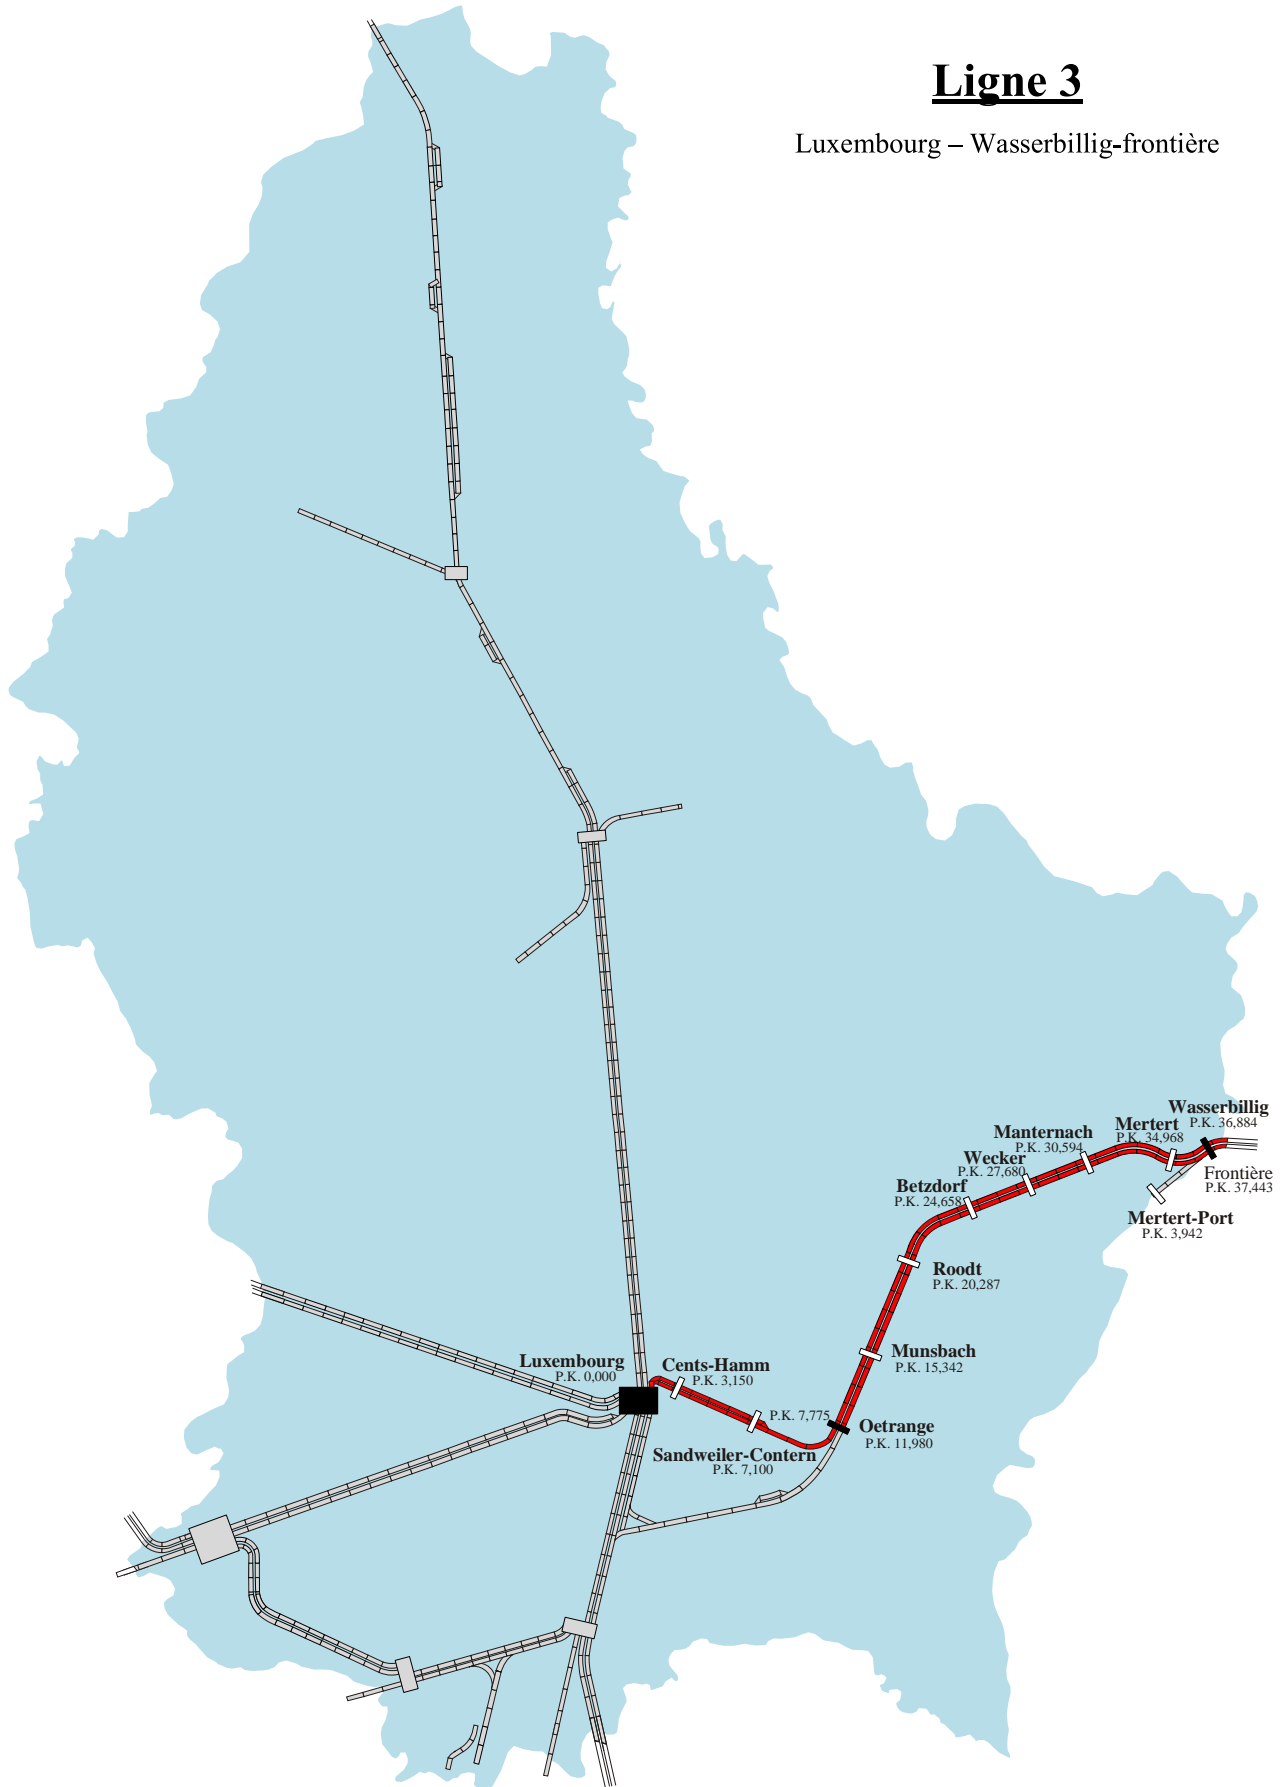 Ligne 3
Luxembourg – Wasserbillig-frontière
Wasserbillig
P.K. 36,884
Mertert
P.K. 34,968
Manternach
P.K. 30,594
Wecker
P.K. 27,680
Frontière
P.K. 37,443
Betzdorf
P.K. 24,658
Mertert-Port
P.K. 3,942
Roodt
P.K. 20,287
Munsbach
P.K. 15,342
Luxembourg
P.K. 0,000
Cents-Hamm
P.K. 3,150
P.K. 7,775
Oetrange
P.K. 11,980
Sandweiler-Contern
P.K. 7,100